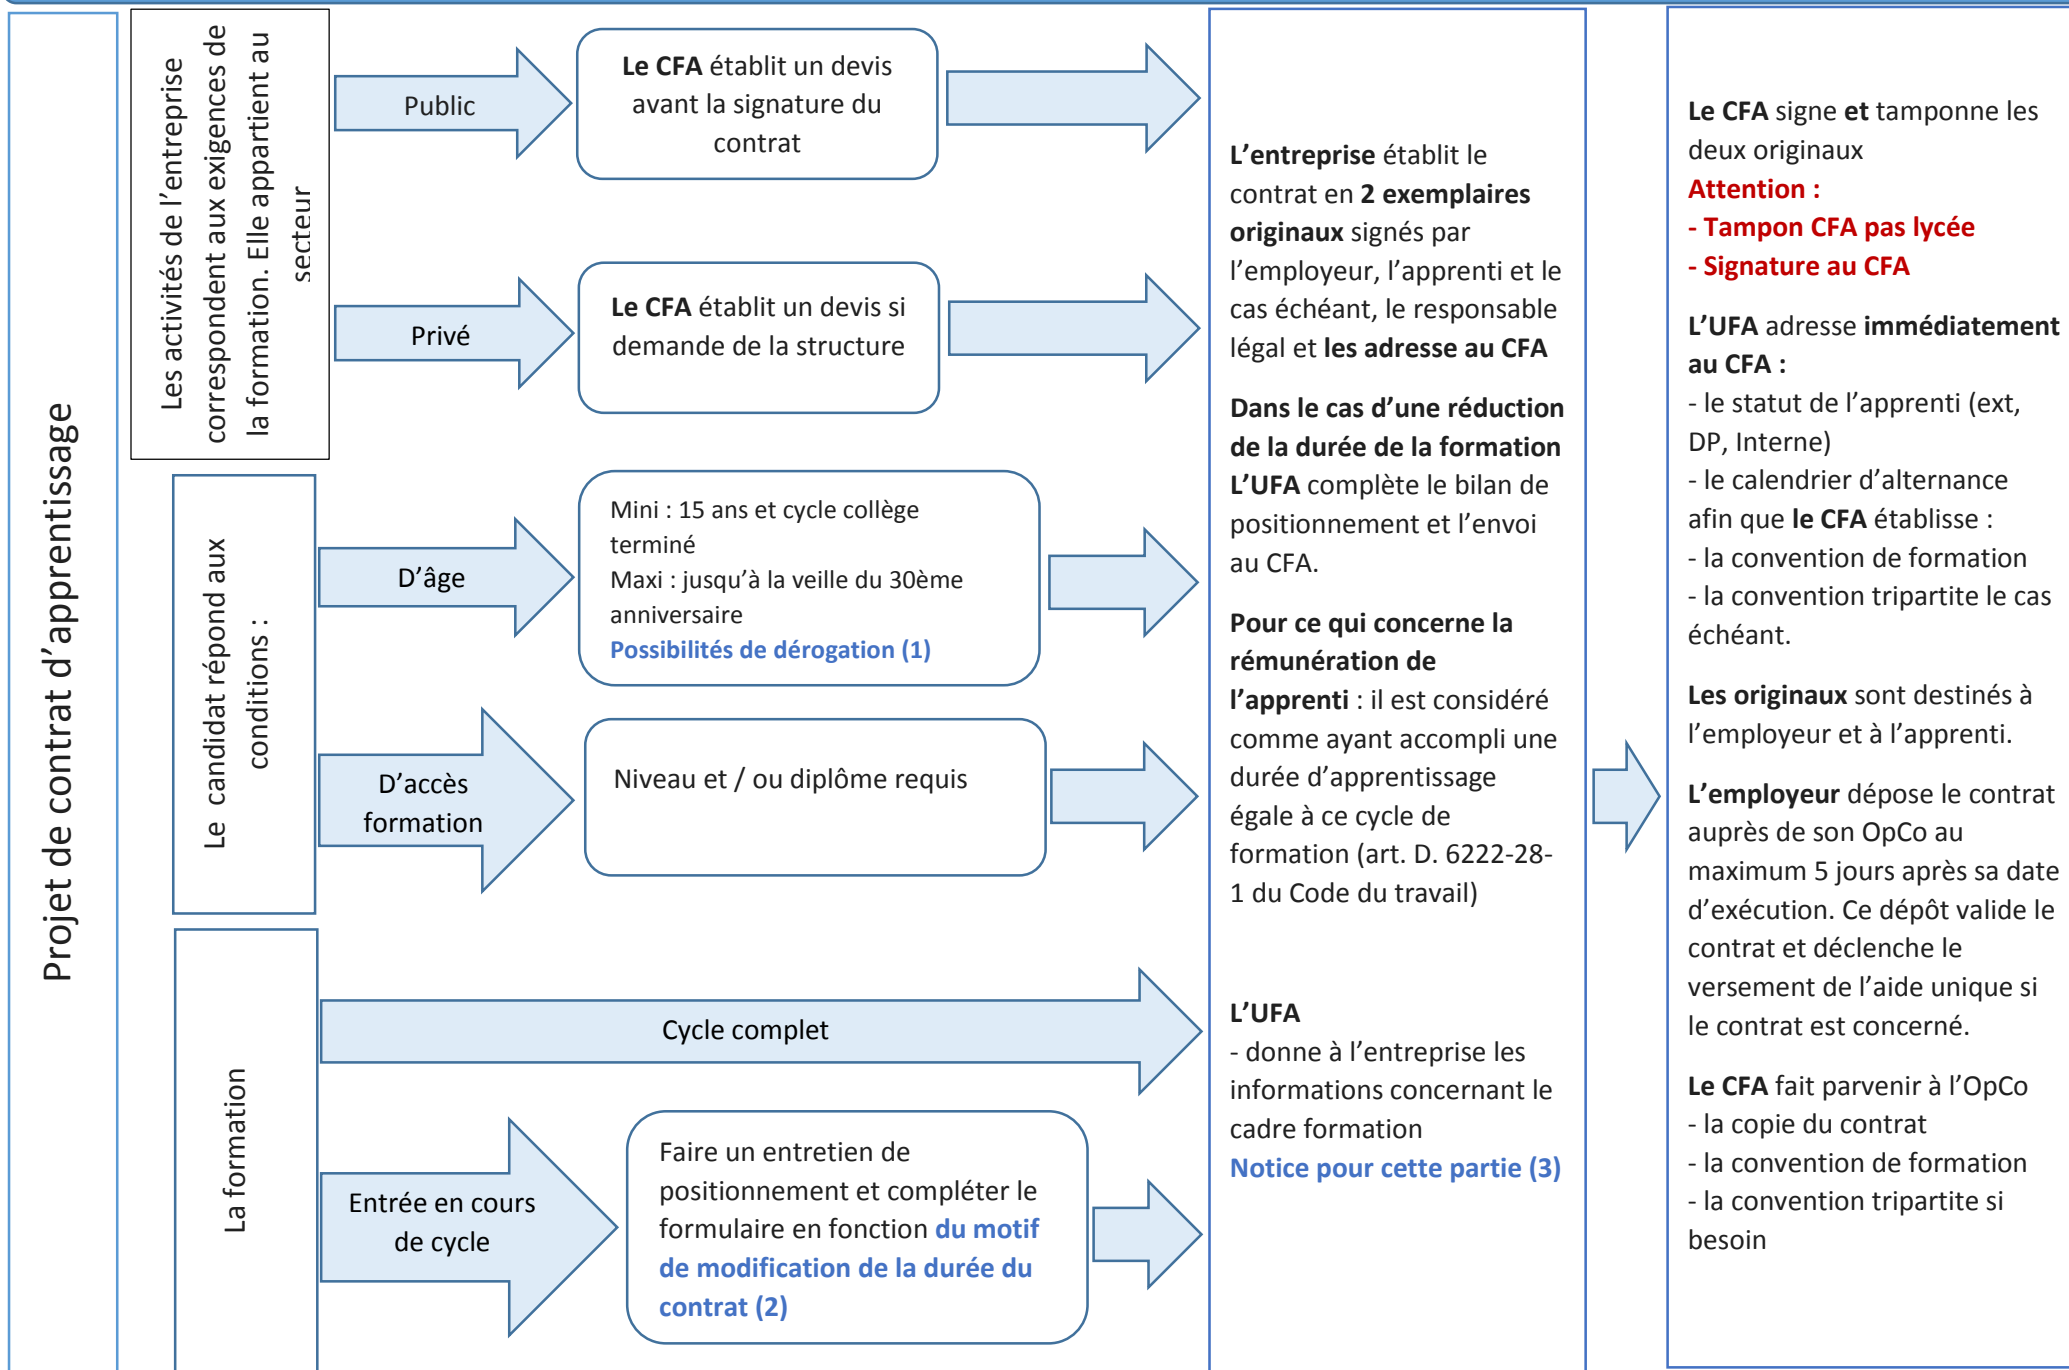 Projet de contrat d’apprentissage
Les activités de l’entreprise
correspondent aux exigences de
la formation. Elle appartient au
secteur
Public
Le CFA établit un devis
avant la signature du
contrat
Privé
Le CFA établit un devis si
demande de la structure
Le  candidat répond aux
conditions :
D’âge
Mini : 15 ans et cycle collège
terminé
Maxi : jusqu’à la veille du 30ème
anniversaire
Possibilités de dérogation (1)
D’accès
formation
Niveau et / ou diplôme requis
La formation
Cycle complet
Entrée en cours
de cycle
Faire un entretien de
positionnement et compléter le
formulaire en fonction du motif
de modification de la durée du
contrat (2)
L’entreprise établit le
contrat en 2 exemplaires
originaux signés par
l’employeur, l’apprenti et le
cas échéant, le responsable
légal et les adresse au CFA
Dans le cas d’une réduction
de la durée de la formation
L’UFA complète le bilan de
positionnement et l’envoi
au CFA.
Pour ce qui concerne la
rémunération de
l’apprenti : il est considéré
comme ayant accompli une
durée d’apprentissage
égale à ce cycle de
formation (art. D. 6222-28-
1 du Code du travail)
L’UFA
- donne à l’entreprise les
informations concernant le
cadre formation
Notice pour cette partie (3)
Le CFA signe et tamponne les
deux originaux
Attention :
- Tampon CFA pas lycée
- Signature au CFA
L’UFA adresse immédiatement
au CFA :
- le statut de l’apprenti (ext,
DP, Interne)
- le calendrier d’alternance
afin que le CFA établisse :
- la convention de formation
- la convention tripartite le cas
échéant.
Les originaux sont destinés à
l’employeur et à l’apprenti.
L’employeur dépose le contrat
auprès de son OpCo au
maximum 5 jours après sa date
d’exécution. Ce dépôt valide le
contrat et déclenche le
versement de l’aide unique si
le contrat est concerné.
Le CFA fait parvenir à l’OpCo
- la copie du contrat
- la convention de formation
- la convention tripartite si
besoin